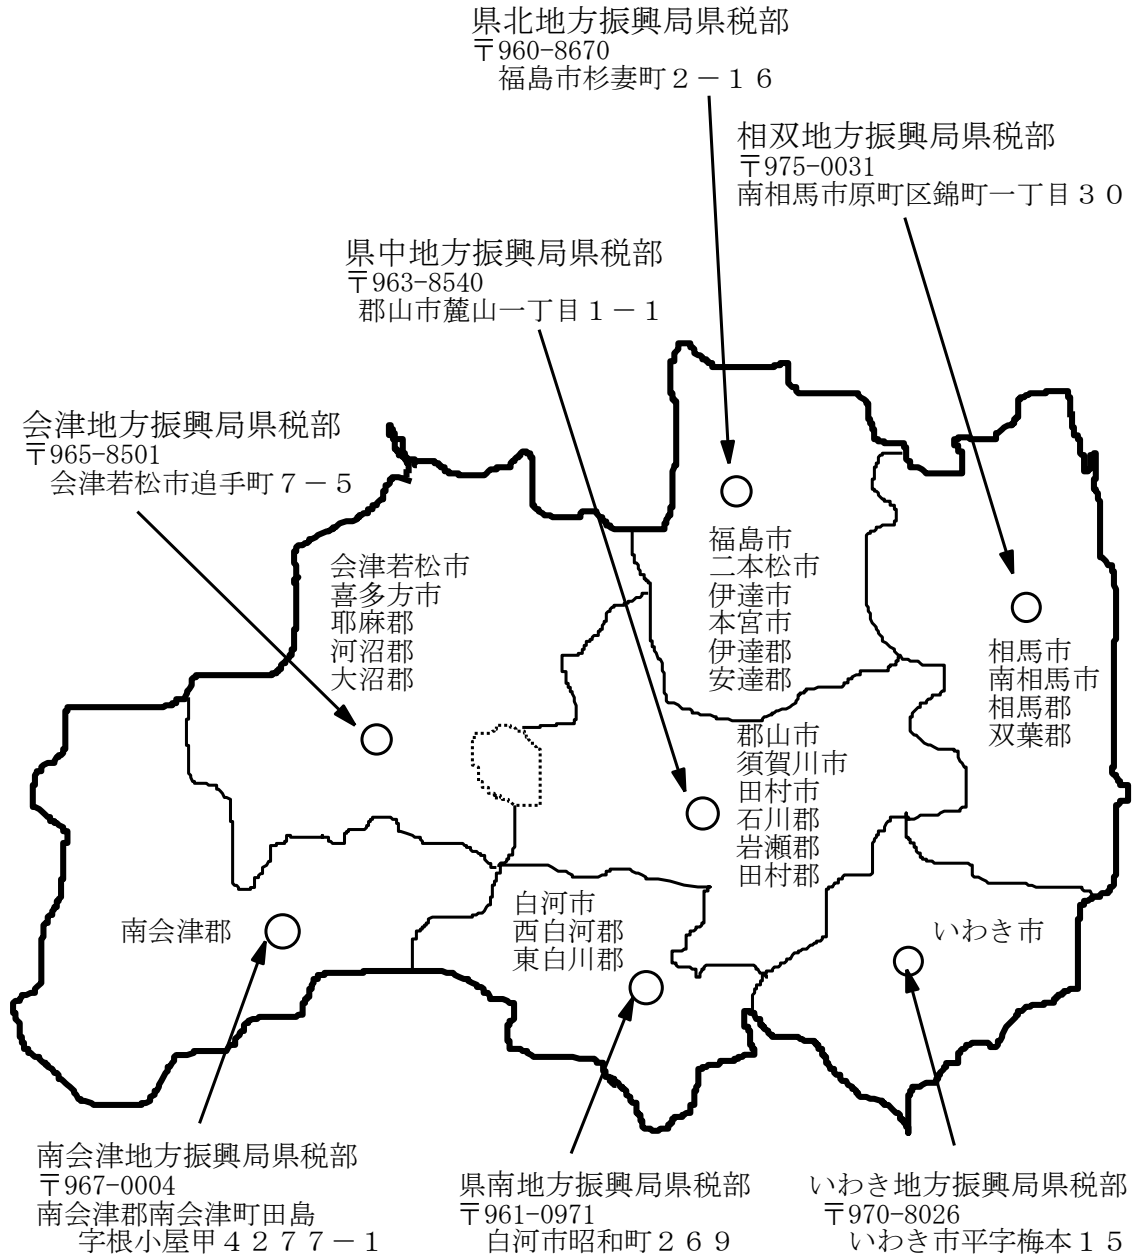 県北地方振興局県税部
〒960-8670
福島市杉妻町２－１６
相双地方振興局県税部
〒975-0031
南相馬市原町区錦町一丁目３０
県中地方振興局県税部
〒963-8540
郡山市麓山一丁目１－１
会津地方振興局県税部
〒965-8501
会津若松市追手町７－５
福島市
二本松市
伊達市
本宮市
伊達郡
安達郡
会津若松市
喜多方市
耶麻郡
河沼郡
大沼郡
相馬市
南相馬市
相馬郡
双葉郡
郡山市
須賀川市
田村市
石川郡
岩瀬郡
田村郡
白河市
西白河郡
東白川郡
南会津郡
いわき市
南会津地方振興局県税部
〒967-0004
南会津郡南会津町田島
字根小屋甲４２７７－１
県南地方振興局県税部
〒961-0971
白河市昭和町２６９
いわき地方振興局県税部
〒970-8026
いわき市平字梅本１５